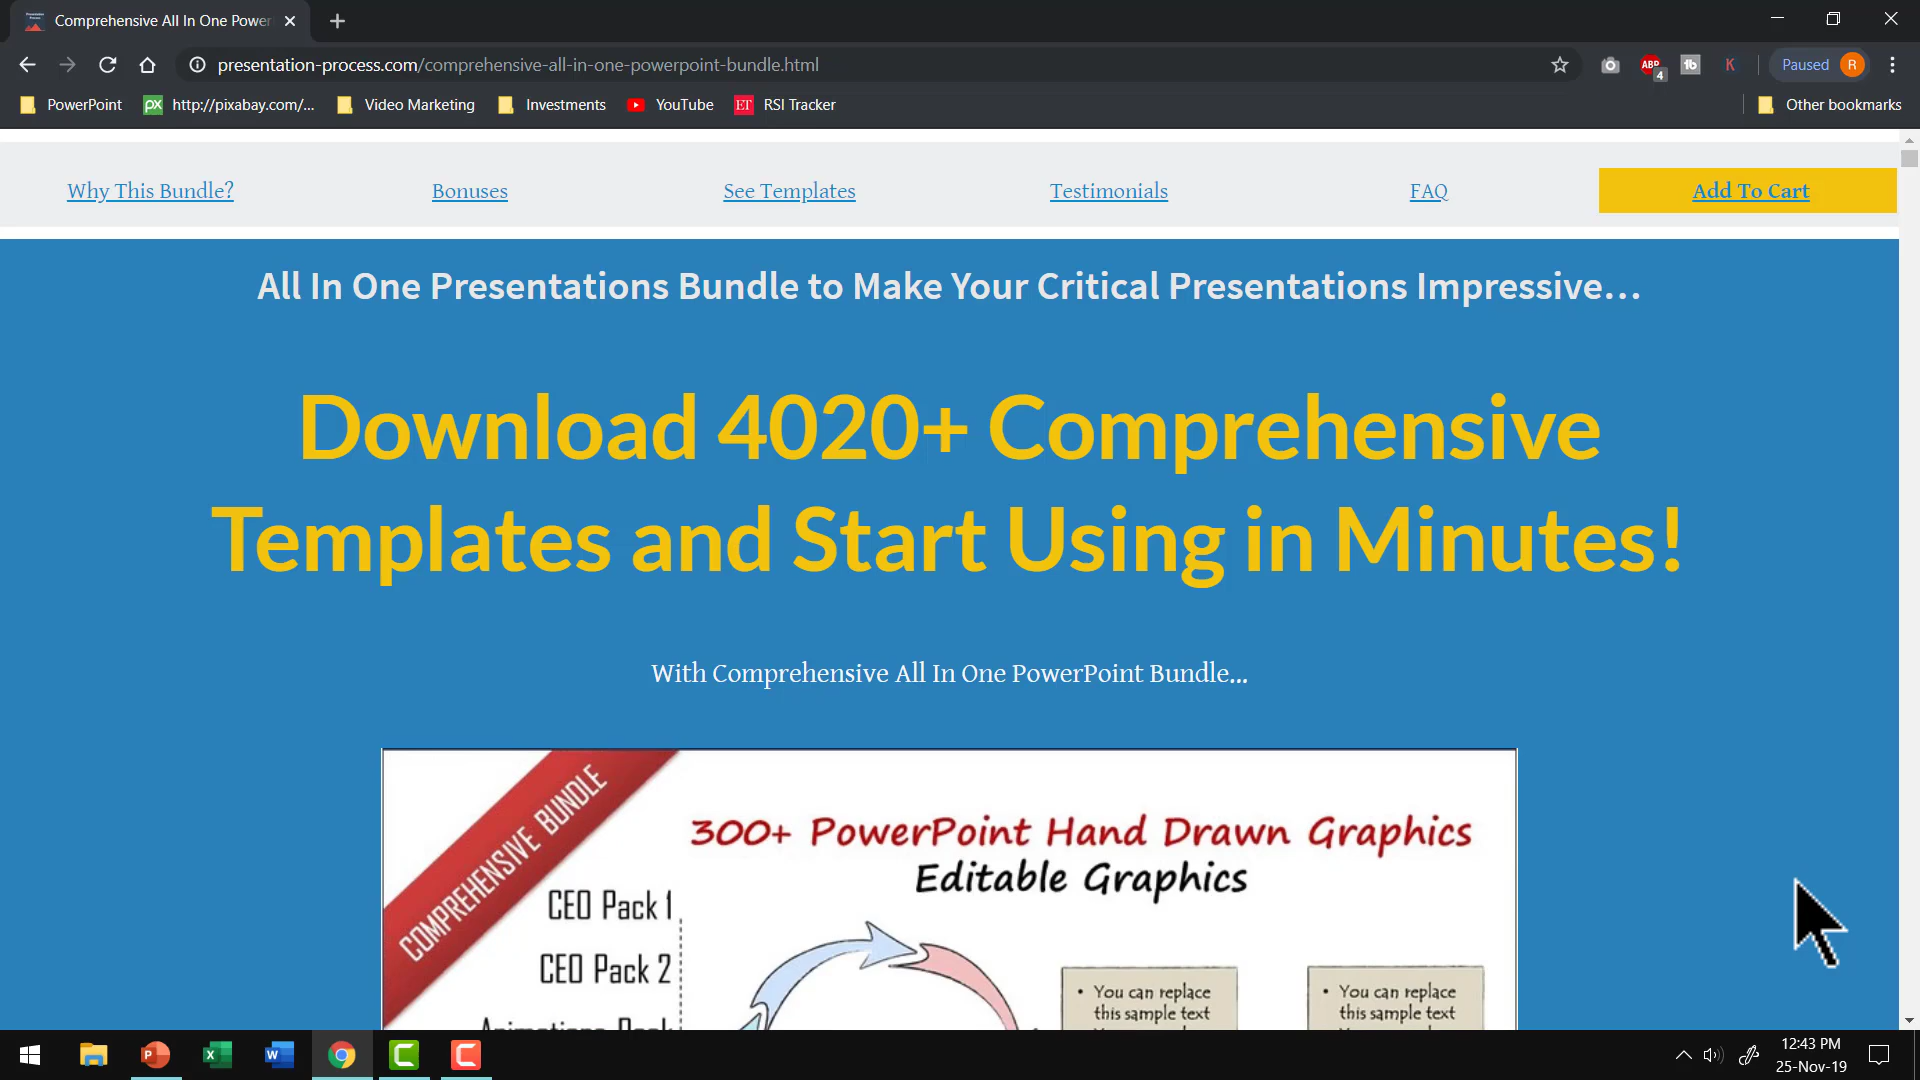 Comprehensive All In One Power
presentation-process.com/comprehensive-all-in-one-powerpoint-bundle.html
ABP
4
K
Paused
R
PowerPoint
px
http://pixabay.com/...
Video Marketing
Investments
YouTube
ET
RSI Tracker
Other bookmarks
Why This Bundle?
Bonuses
See Templates
Testimonials
FAQ
Add To Cart
All In One Presentations Bundle to Make Your Critical Presentations Impressive...
Download 4020+ Comprehensive
Templates and Start Using in Minutes!
With Comprehensive All In One PowerPoint Bundle...
COMPREHENSIVE BUNDLE
300+ PowerPoint Hand Drawn Graphics
Editable Graphics
CEO Pack 1
CEO Pack 2
• You can replace
this sample text
• You can replace
this sample text
12:43 PM
25-Nov-19